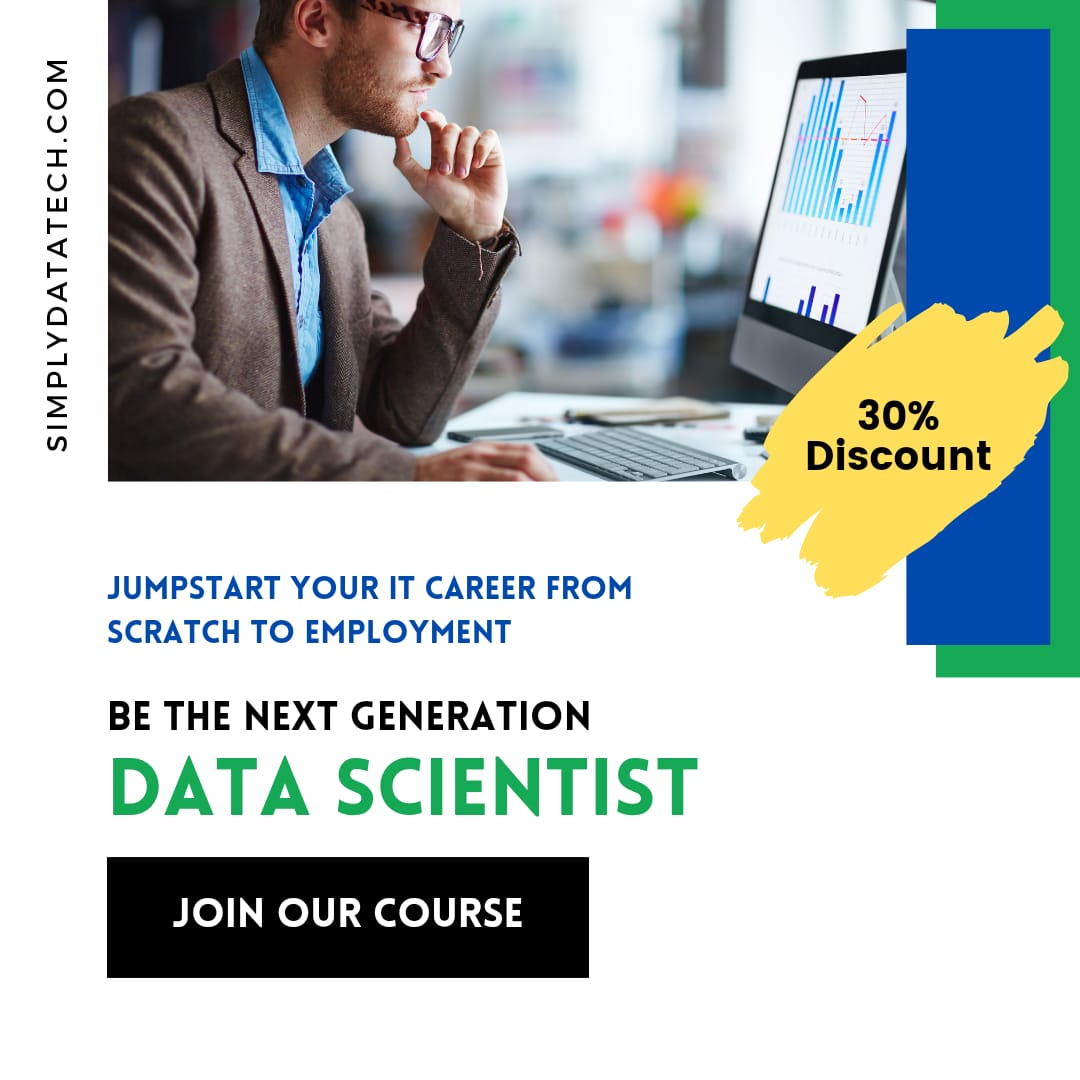 SIMPLYDATATECH.COM
30%
Discount
JUMPSTART YOUR IT CAREER FROM
SCRATCH TO EMPLOYMENT
BE THE NEXT GENERATION
DATA SCIENTIST
JOIN OUR COURSE